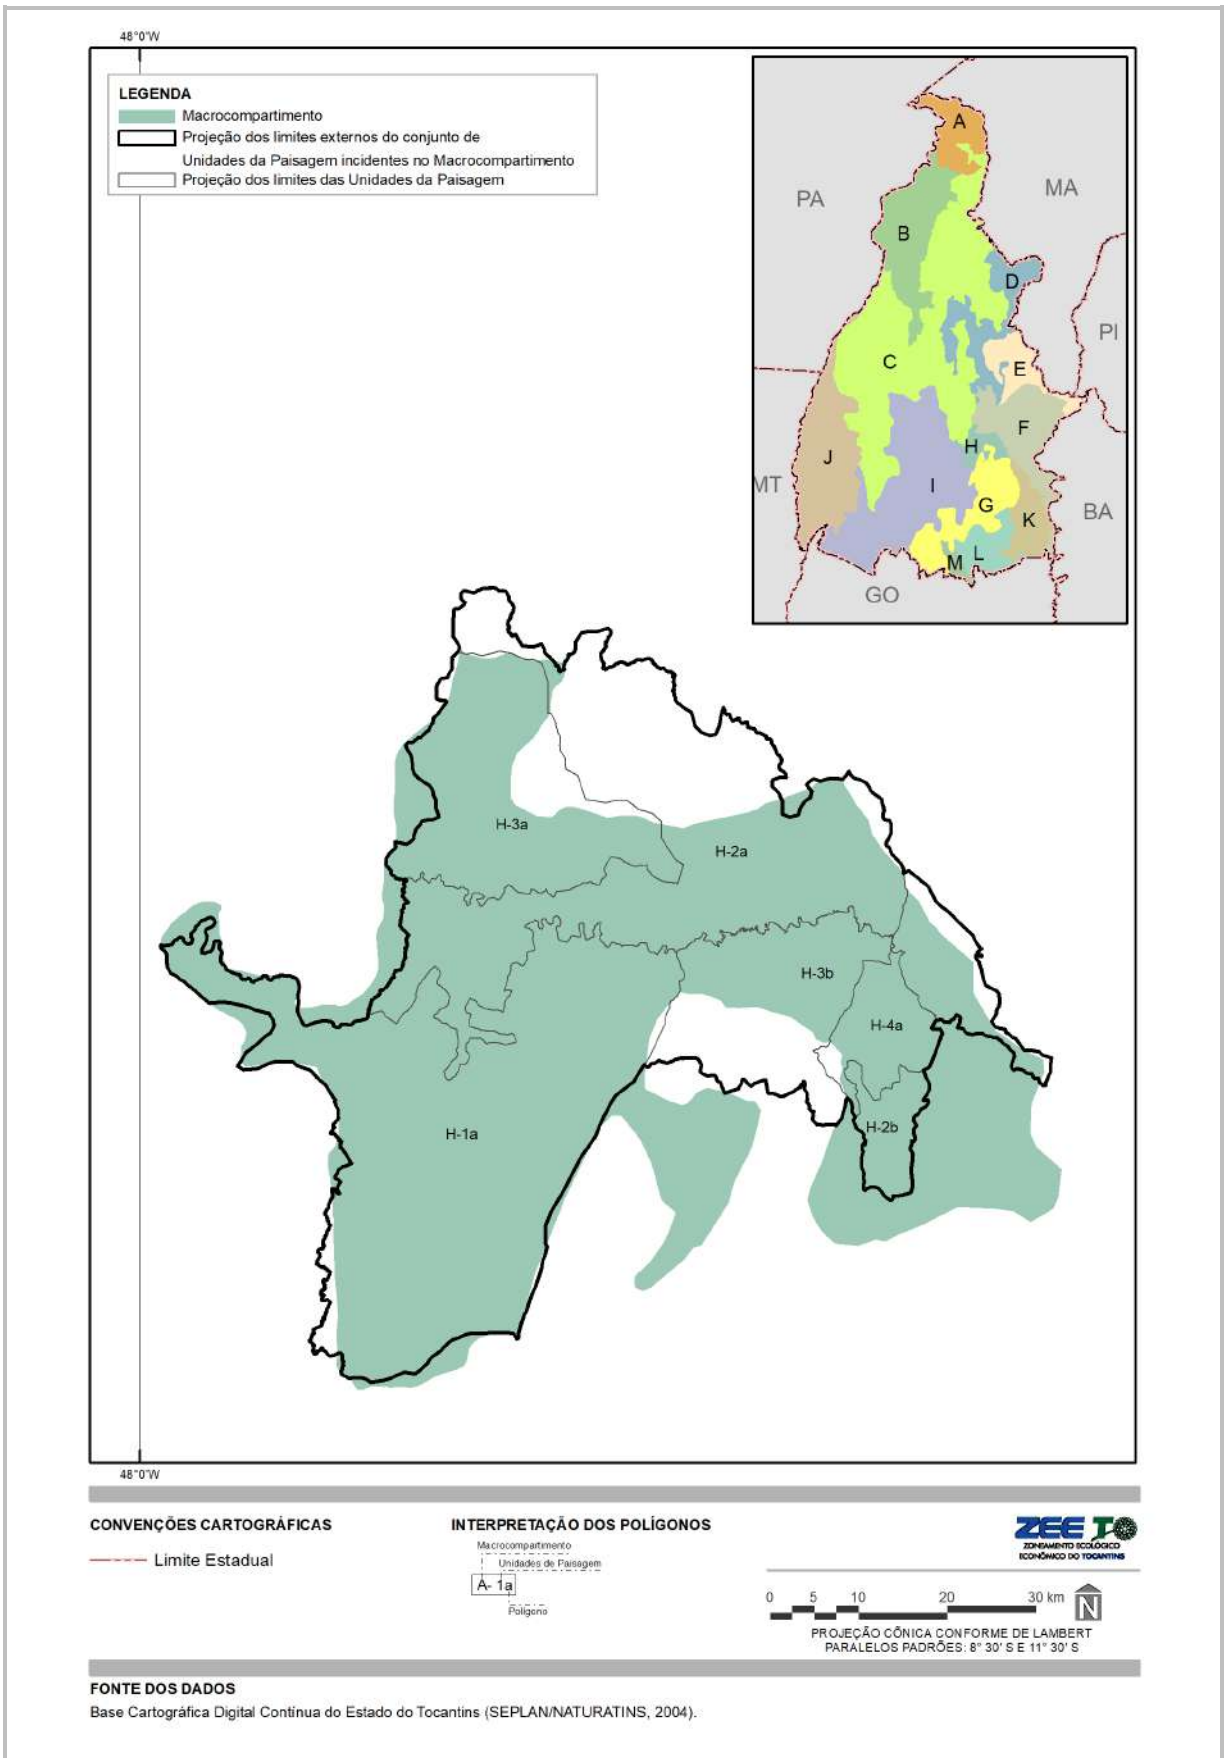 48°0'W
LEGENDA
Macrocompartimento
Projeção dos limites externos do conjunto de
Unidades da Paisagem incidentes no Macrocompartimento
Projeção dos limites das Unidades da Paisagem
A
PA
MA
B
D
PI
C
E
F
H
J
MT
I
G
K
BA
L
M
GO
H-3a
H-2a
H-3b
H-4a
H-1a
H-2b
48°0'W
CONVENÇÕES CARTOGRÁFICAS
Limite Estadual
INTERPRETAÇÃO DOS POLÍGONOS
Macrocompartimento
Unidades de Paisagem
A- 1a
Polígono
ZEE TO
ZONEAMENTO ECOLÓGICO
ECONÔMICO DO TOCANTINS
0 5 10 20 30 km
N
PROJEÇÃO CÔNICA CONFORME DE LAMBERT
PARALELOS PADRÕES: 8° 30' S E 11° 30' S
FONTE DOS DADOS
Base Cartográfica Digital Contínua do Estado do Tocantins (SEPLAN/NATURATINS, 2004).